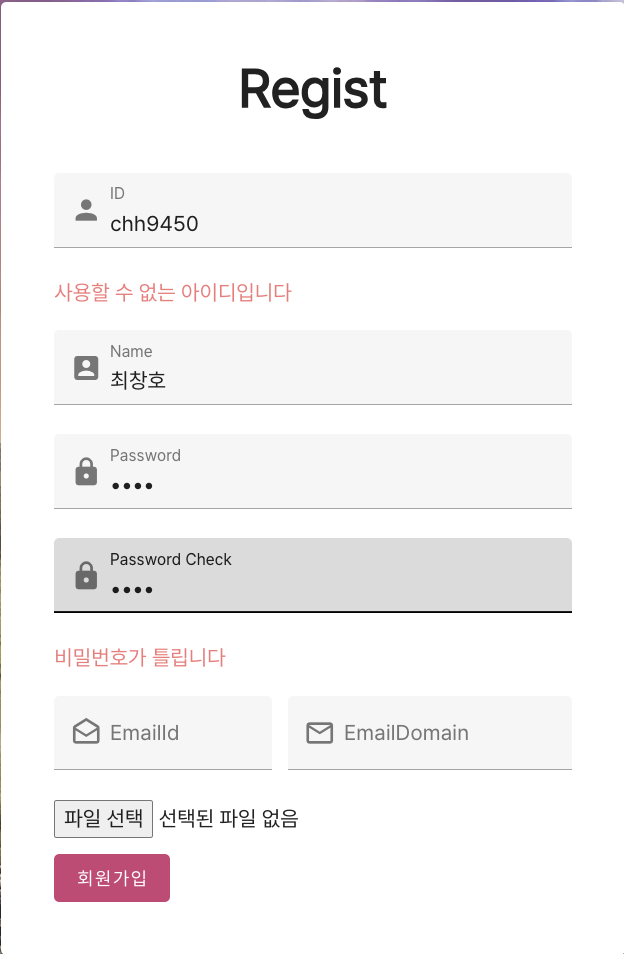 Regist
ID
chh9450
사용할 수 없는 아이디입니다
Name
최창호
Password
••••
Password Check
••••
비밀번호가 틀립니다
EmailId EmailDomain
파일 선택 선택된 파일 없음
회원가입